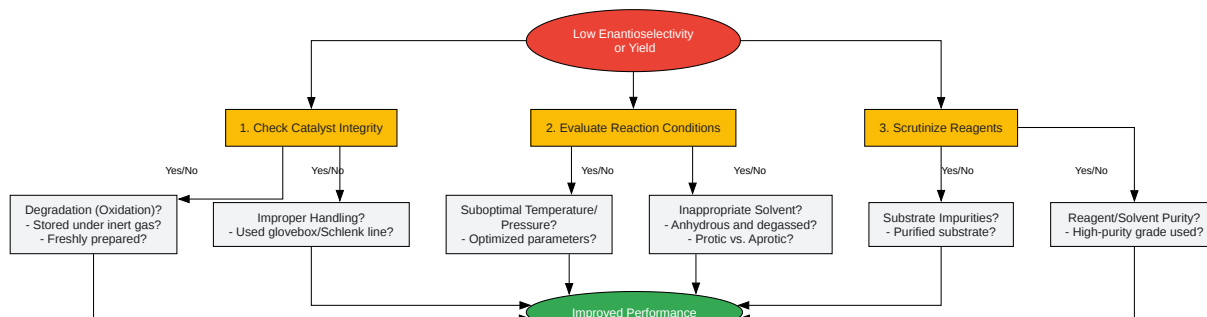 Low Enantioselectivity
or Yield
1. Check Catalyst Integrity
2. Evaluate Reaction Conditions
3. Scrutinize Reagents
Yes/No
Yes/No
Yes/No
Yes/No
Yes/No
Yes/No
Degradation (Oxidation)?
- Stored under inert gas?
- Freshly prepared?
Improper Handling?
- Used glovebox/Schlenk line?
Suboptimal Temperature/
Pressure?
- Optimized parameters?
Inappropriate Solvent?
- Anhydrous and degassed?
- Protic vs. Aprotic?
Substrate Impurities?
- Purified substrate?
Reagent/Solvent Purity?
- High-purity grade used?
Improved Performance